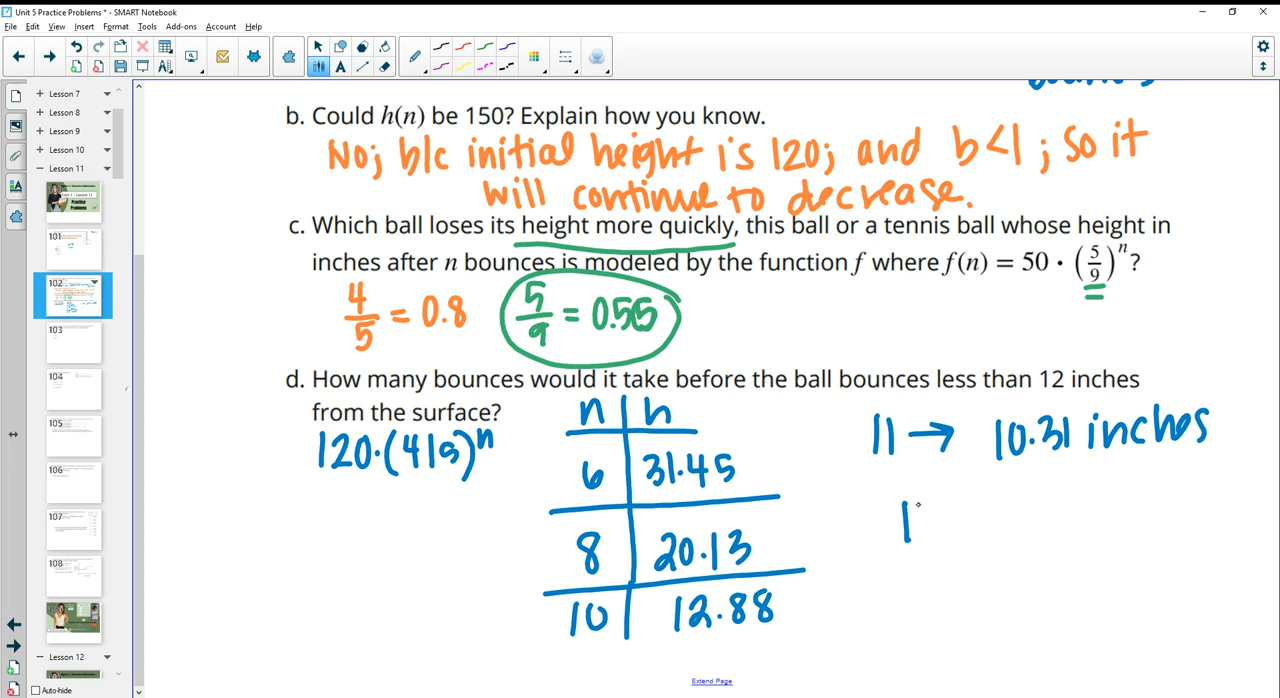 Unit 5 Practice Problems * - SMART Notebook
File Edit View Insert Format Tools Add-ons Account Help
Lesson 7
Lesson 8
Lesson 9
Lesson 10
Lesson 11
Practice
Problems
101
102
103
104
105
106
107
108
Lesson 12
Auto-hide
b. Could h(n) be 150? Explain how you know.
No; b/c initial height is 120; and b<1; so it
will continue to decrease.
c. Which ball loses its height more quickly, this ball or a tennis ball whose height in
inches after n bounces is modeled by the function f where f(n) = 50 · (5/9)^n?
4/5 = 0.8 5/9 = 0.55
d. How many bounces would it take before the ball bounces less than 12 inches
from the surface?
120·(4/5)^n
n h
6 31.45
8 20.13
10 12.88
11 → 10.31 inches
1
Extend Page